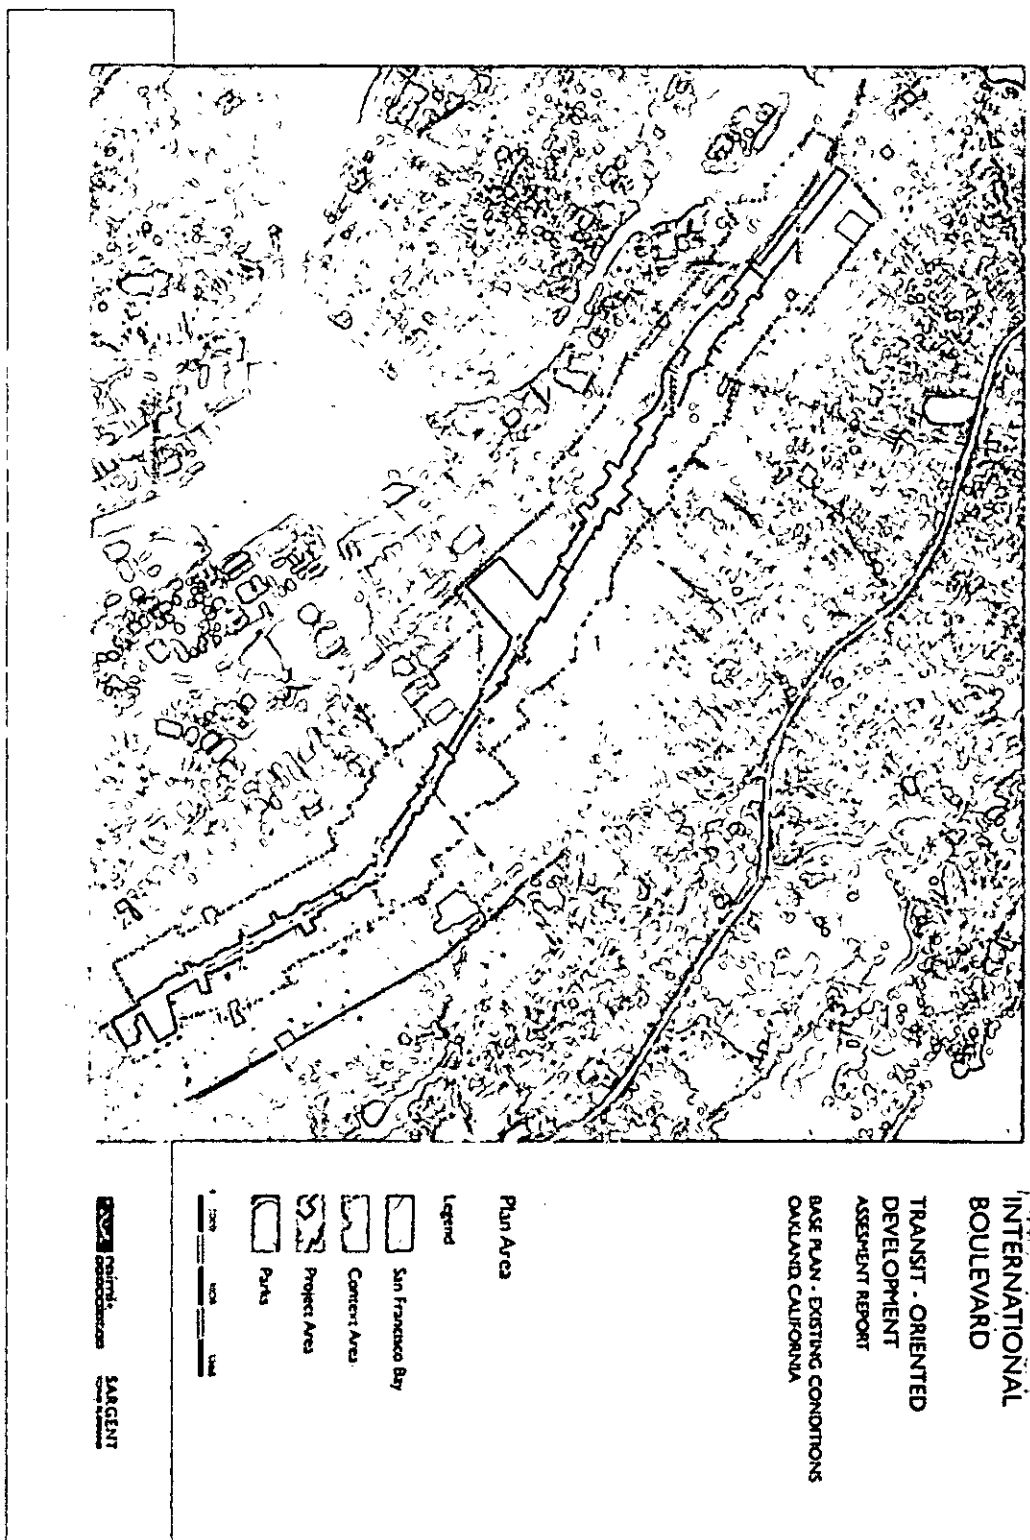 INTERNATIONAL
BOULEVARD
TRANSIT - ORIENTED
DEVELOPMENT
ASSESMENT REPORT
BASE PLAN - EXISTING CONDITIONS
OAKLAND, CALIFORNIA
Plan Area
Legend
San Francisco Bay
Context Area
Project Area
Parks
SARGENT